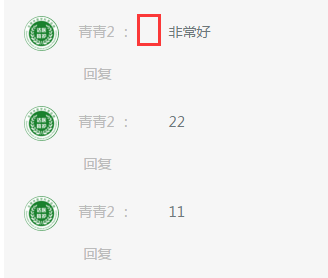 青青2 ： 非常好
回复
青青2 ： 22
回复
青青2 ： 11
回复